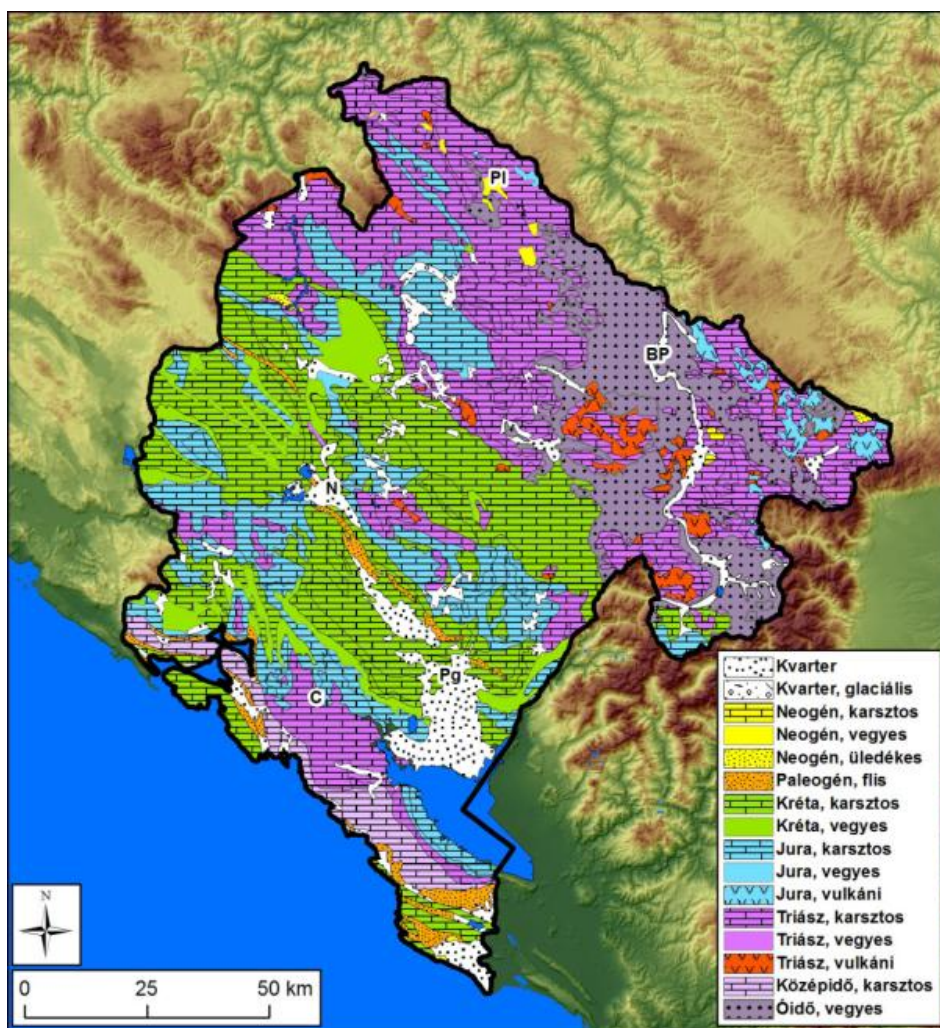 Pl
BP
N
Pg
C
Kvarter
Kvarter, glaciális
Neogén, karsztos
Neogén, vegyes
Neogén, üledékes
Paleogén, flis
Kréta, karsztos
Kréta, vegyes
Jura, karsztos
Jura, vegyes
Jura, vulkáni
Triász, karsztos
Triász, vegyes
Triász, vulkáni
Középidő, karsztos
Óidő, vegyes
N
0 25 50 km